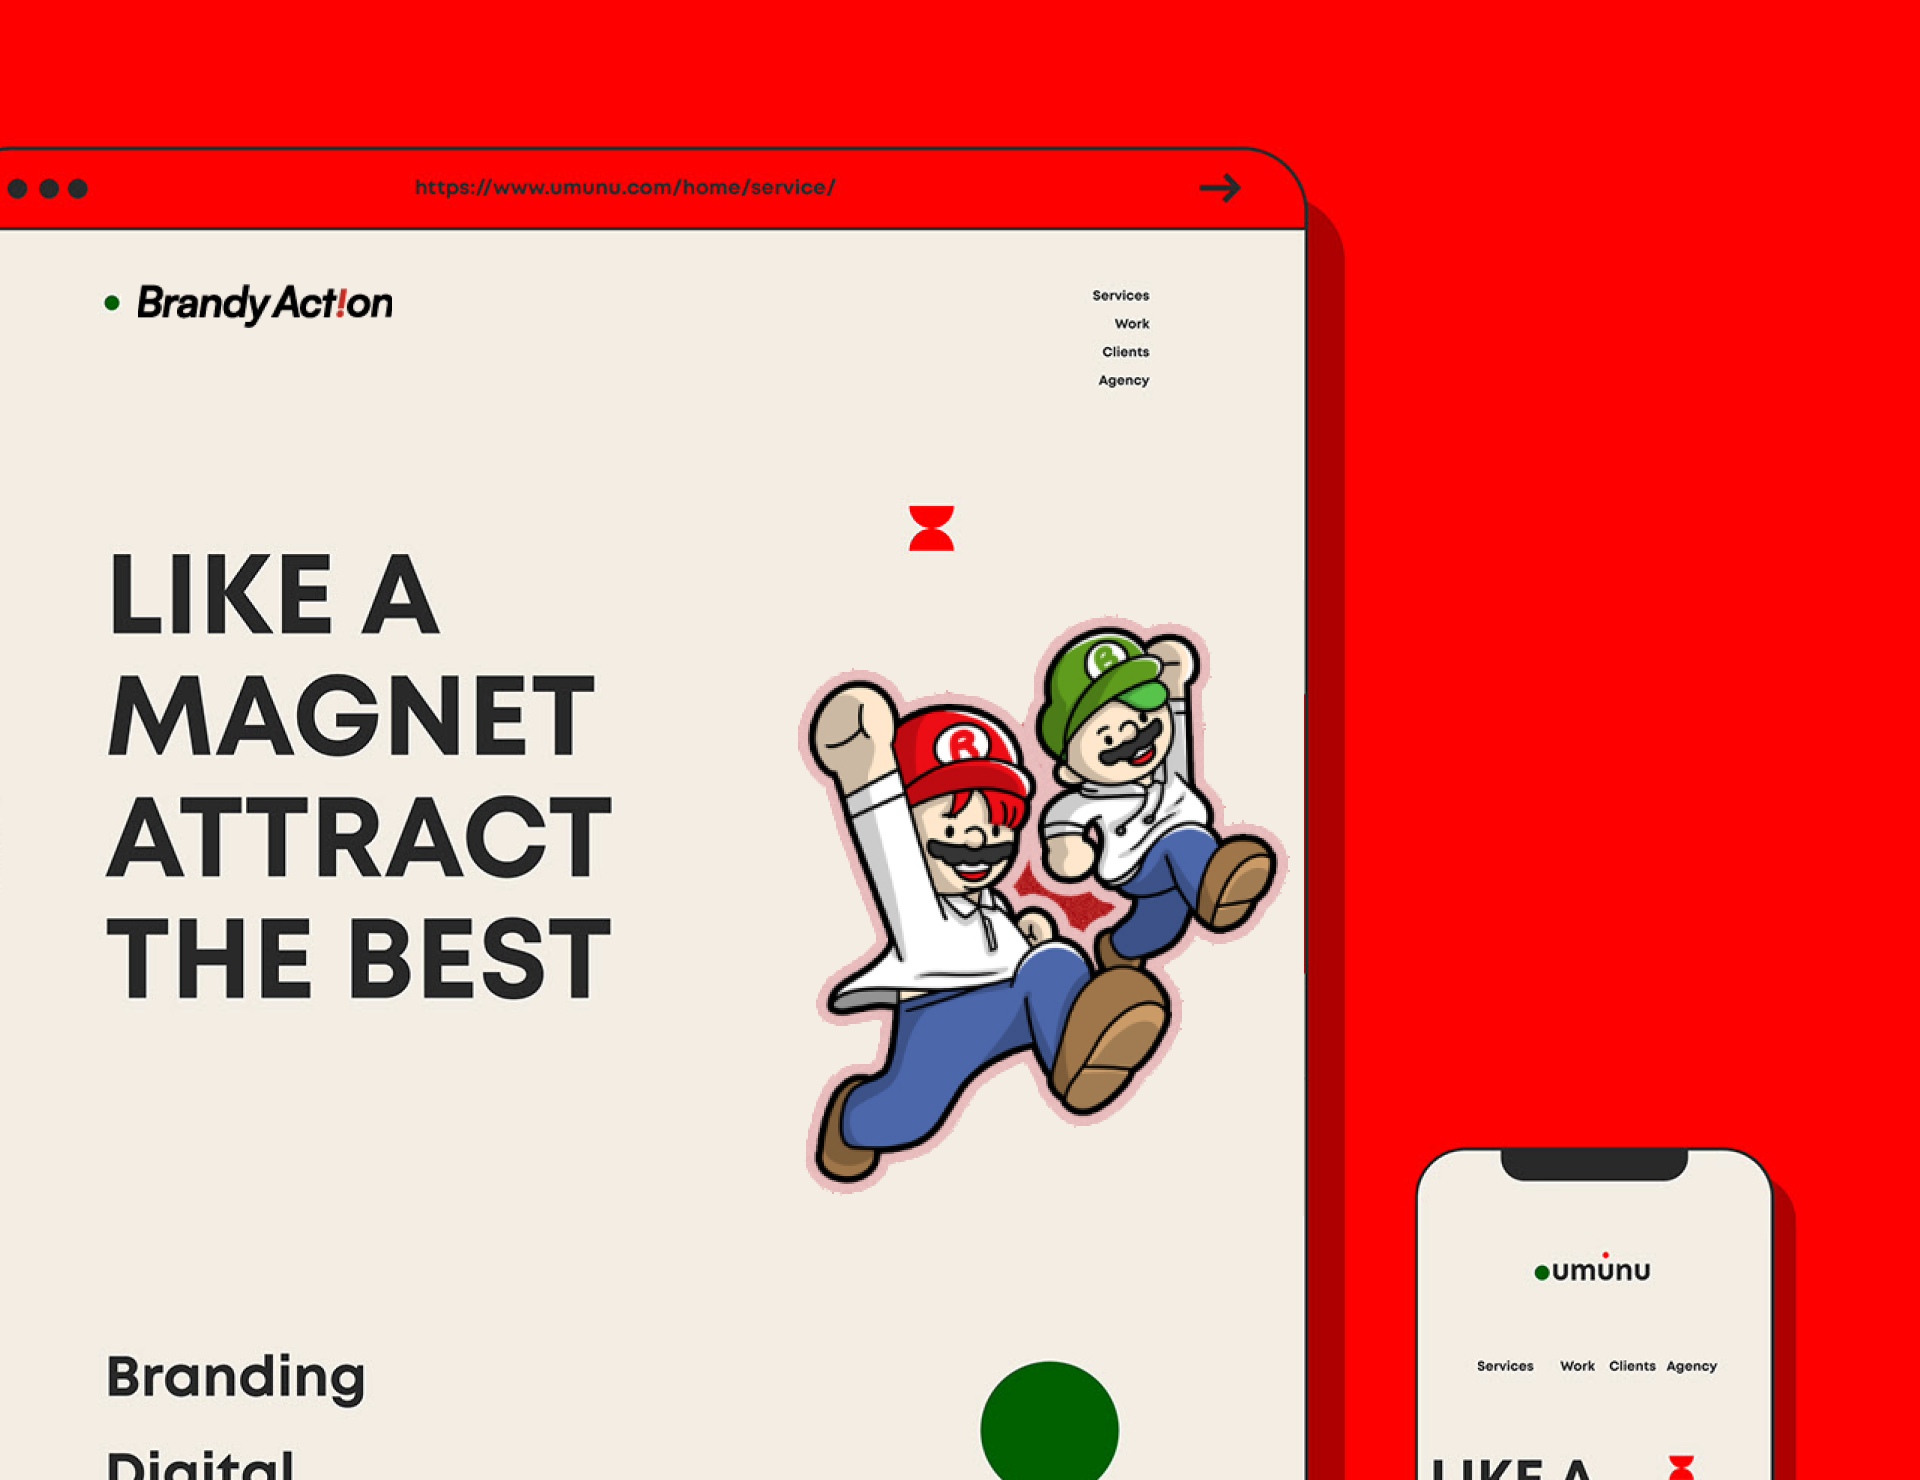 https://www.umunu.com/home/service/
Brandy Act!on
Services
Work
Clients
Agency
LIKE A
MAGNET
ATTRACT
THE BEST
R
B
Branding
Digital
umunu
Services Work Clients Agency
LIKE A